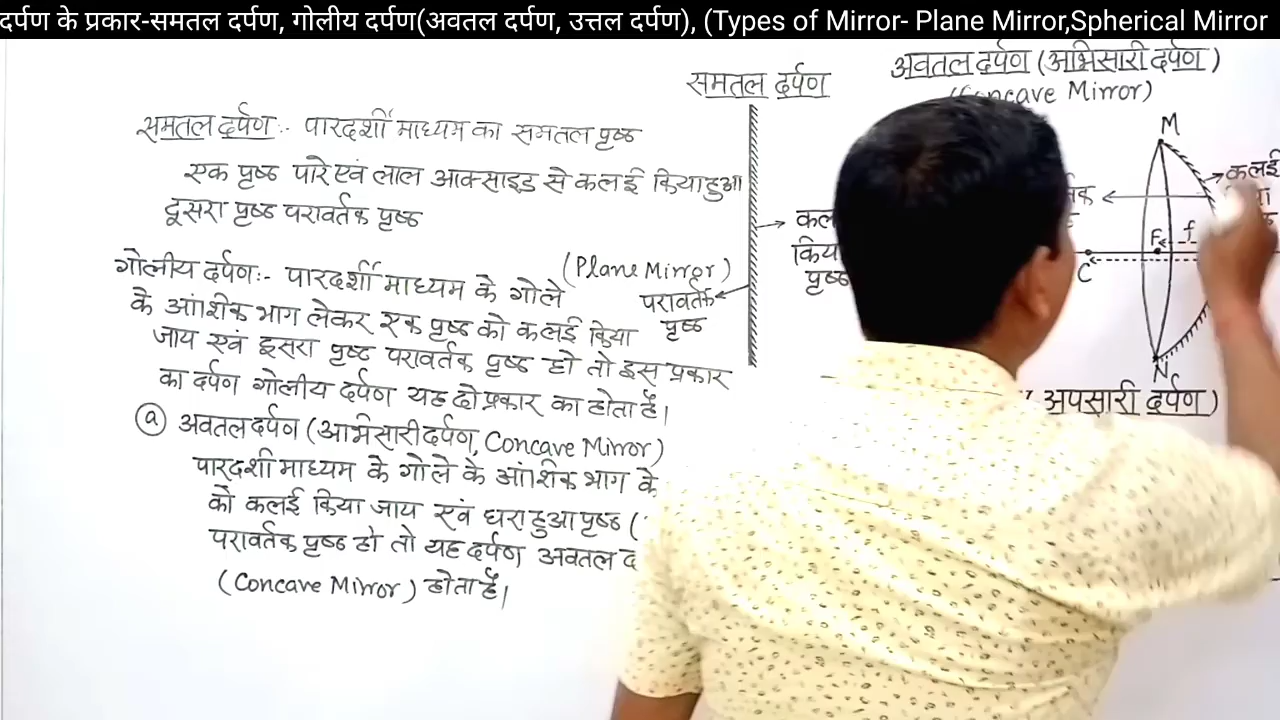 दर्पण के प्रकार-समतल दर्पण, गोलीय दर्पण(अवतल दर्पण, उत्तल दर्पण), (Types of Mirror- Plane Mirror,Spherical Mirror
समतल दर्पण:- पारदर्शी माध्यम का समतल पृष्ठ
एक पृष्ठ पारे एवं लाल आक्साइड से कलई किया हुआ
दूसरा पृष्ठ परावर्तक पृष्ठ
गोलीय दर्पण:- पारदर्शी माध्यम के गोले
के आंशिक भाग लेकर एक पृष्ठ को कलई किया
जाय एवं दूसरा पृष्ट परावर्तक पृष्ठ हो तो इस प्रकार
का दर्पण गोलीय दर्पण यह दो प्रकार का होता है।
(a) अवतल दर्पण (अभिसारी दर्पण, Concave Mirror)
पारदर्शी माध्यम के गोले के आंशिक भाग के
को कलई किया जाय एवं धरा हुआ पृष्ठ (
परावर्तक पृष्ठ हो तो यह दर्पण अवतल द
(Concave Mirror) होता है।
समतल दर्पण
(Plane Mirror)
परावर्तक
पृष्ठ
कल
किया
पृष्ठ
अवतल दर्पण (अभिसारी दर्पण)
(Concave Mirror)
M
कलई
F
f
C
N
अपसारी दर्पण)